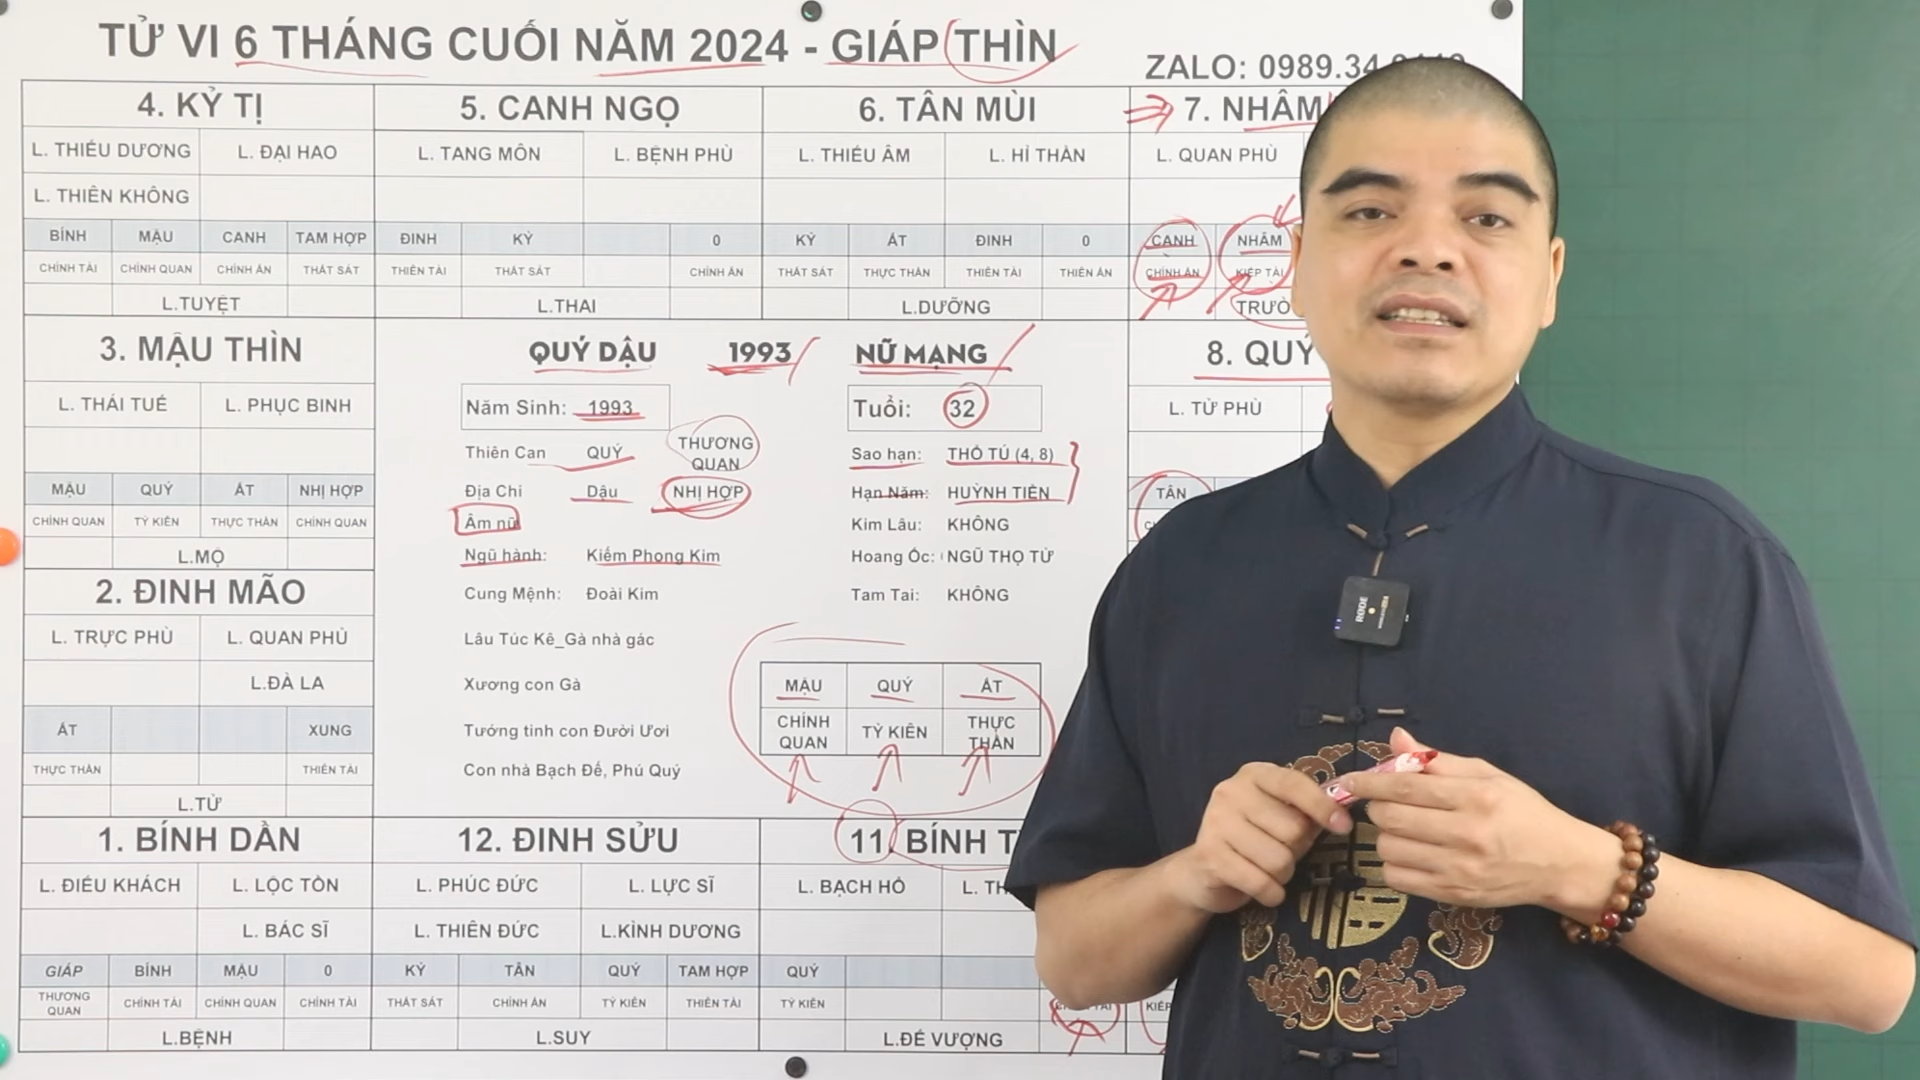 TỬ VI 6 THÁNG CUỐI NĂM 2024 - GIÁP THÌN
ZALO: 0989.34.
4. KỶ TỊ
L. THIẾU DƯƠNG L. ĐẠI HAO
L. THIÊN KHÔNG
BÍNH MẬU CANH TAM HỢP
CHÍNH TÀI CHÍNH QUAN CHÍNH ẤN THẤT SÁT
L.TUYỆT
5. CANH NGỌ
L. TANG MÔN L. BỆNH PHÙ
ĐINH KỶ 0
THIÊN TÀI THẤT SÁT CHÍNH ẤN
L.THAI
6. TÂN MÙI
L. THIẾU ÂM L. HỈ THẦN
KỶ ẤT ĐINH 0
THẤT SÁT THỰC THẦN THIÊN TÀI THIÊN ẤN
L.DƯỠNG
7. NHÂM
L. QUAN PHÙ
CANH NHÂM
CHÍNH ẤN KIẾP TÀI
3. MẬU THÌN
L. THÁI TUẾ L. PHỤC BINH
MẬU QUÝ ẤT NHỊ HỢP
CHÍNH QUAN TỶ KIÊN THỰC THẦN CHÍNH QUAN
L.MỘ
QUÝ DẬU 1993 NỮ MẠNG
Năm Sinh: 1993
Tuổi: 32
Thiên Can QUÝ THƯƠNG QUAN
Địa Chi Dậu NHỊ HỢP
Âm nữ
Ngũ hành: Kiếm Phong Kim
Cung Mệnh: Đoài Kim
Lâu Túc Kê_Gà nhà gác
Xương con Gà
Tướng tinh con Đười Ươi
Con nhà Bạch Đế, Phú Quý
Sao hạn: THỔ TÚ (4, 8)
Hạn Năm: HUỲNH TIỀN
Kim Lâu: KHÔNG
Hoang Ốc: NGŨ THỌ TỬ
Tam Tai: KHÔNG
MẬU QUÝ ẤT
CHÍNH QUAN TỶ KIÊN THỰC THẦN
8. QUÝ
L. TỬ PHÙ
TÂN
2. ĐINH MÃO
L. TRỰC PHÙ L. QUAN PHỦ
L.ĐÀ LA
ẤT XUNG
THỰC THẦN THIÊN TÀI
L.TỬ
1. BÍNH DẦN
L. ĐIẾU KHÁCH L. LỘC TỒN
L. BÁC SĨ
GIÁP BÍNH MẬU 0
THƯƠNG QUAN CHÍNH TÀI CHÍNH QUAN CHÍNH TÀI
L.BỆNH
12. ĐINH SỬU
L. PHÚC ĐỨC L. LỰC SĨ
L. THIÊN ĐỨC L.KÌNH DƯƠNG
KỶ TÂN QUÝ TAM HỢP
THẤT SÁT CHÍNH ẤN TỶ KIÊN THIÊN TÀI
L.SUY
11. BÍNH
L. BẠCH HỔ
QUÝ
TỶ KIÊN
L.ĐẾ VƯỢNG
RØDE